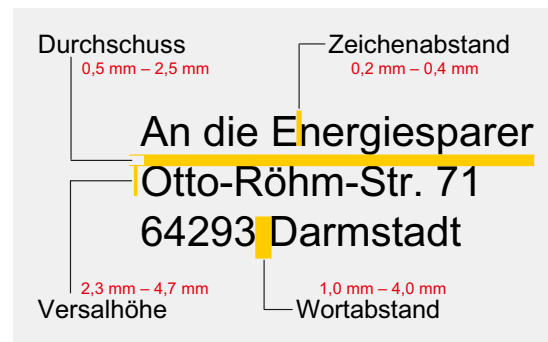 Durchschuss
0,5 mm – 2,5 mm
Zeichenabstand
0,2 mm – 0,4 mm
An die Energiesparer
Otto-Röhm-Str. 71
64293 Darmstadt
2,3 mm – 4,7 mm
Versalhöhe
1,0 mm – 4,0 mm
Wortabstand